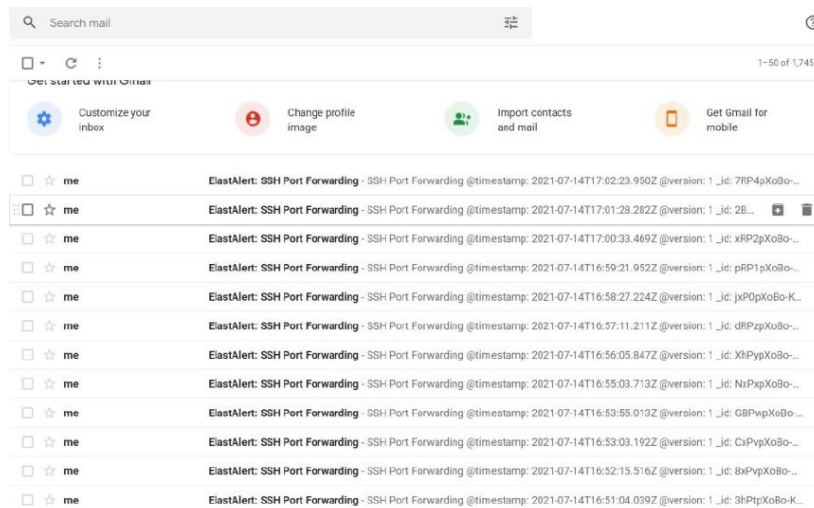 Search mail
1–50 of 1,745
Get started with Gmail
Customize your inbox
Change profile image
Import contacts and mail
Get Gmail for mobile
me ElastAlert: SSH Port Forwarding - SSH Port Forwarding @timestamp: 2021-07-14T17:02:23.950Z @version: 1 _id: 7RP4pXoBo-...
me ElastAlert: SSH Port Forwarding - SSH Port Forwarding @timestamp: 2021-07-14T17:01:28.282Z @version: 1 _id: 2B...
me ElastAlert: SSH Port Forwarding - SSH Port Forwarding @timestamp: 2021-07-14T17:00:33.469Z @version: 1 _id: xRP2pXoBo-...
me ElastAlert: SSH Port Forwarding - SSH Port Forwarding @timestamp: 2021-07-14T16:59:21.952Z @version: 1 _id: pRP1pXoBo-...
me ElastAlert: SSH Port Forwarding - SSH Port Forwarding @timestamp: 2021-07-14T16:58:27.224Z @version: 1 _id: jxP0pXoBo-K...
me ElastAlert: SSH Port Forwarding - SSH Port Forwarding @timestamp: 2021-07-14T16:57:11.211Z @version: 1 _id: dRPzpXoBo-...
me ElastAlert: SSH Port Forwarding - SSH Port Forwarding @timestamp: 2021-07-14T16:56:05.847Z @version: 1 _id: XhPypXoBo-...
me ElastAlert: SSH Port Forwarding - SSH Port Forwarding @timestamp: 2021-07-14T16:55:03.713Z @version: 1 _id: NxPxpXoBo-...
me ElastAlert: SSH Port Forwarding - SSH Port Forwarding @timestamp: 2021-07-14T16:53:55.013Z @version: 1 _id: GBPwpXoBo-...
me ElastAlert: SSH Port Forwarding - SSH Port Forwarding @timestamp: 2021-07-14T16:53:03.192Z @version: 1 _id: CxPvpXoBo-...
me ElastAlert: SSH Port Forwarding - SSH Port Forwarding @timestamp: 2021-07-14T16:52:15.516Z @version: 1 _id: 8xPvpXoBo-...
me ElastAlert: SSH Port Forwarding - SSH Port Forwarding @timestamp: 2021-07-14T16:51:04.039Z @version: 1 _id: 3hPtpXoBo-K...